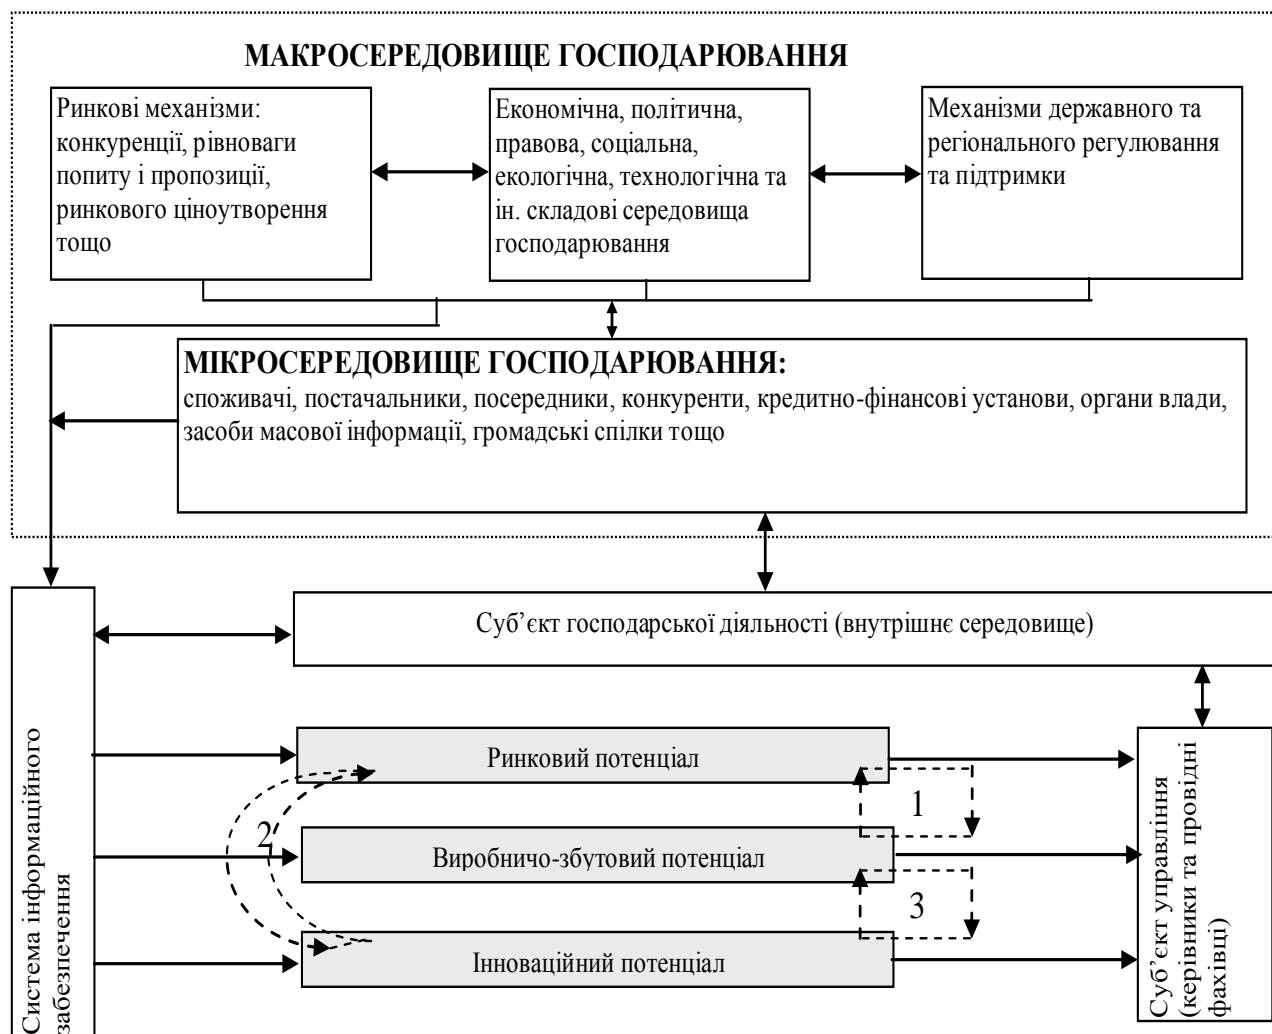 МАКРОСЕРЕДОВИЩЕ ГОСПОДАРЮВАННЯ
Ринкові механізми:
конкуренції, рівноваги
попиту і пропозиції,
ринкового ціноутворення
тощо
Економічна, політична,
правова, соціальна,
екологічна, технологічна та
ін. складові середовища
господарювання
Механізми державного та
регіонального регулювання
та підтримки
МІКРОСЕРЕДОВИЩЕ ГОСПОДАРЮВАННЯ:
споживачі, постачальники, посередники, конкуренти, кредитно-фінансові установи, органи влади,
засоби масової інформації, громадські спілки тощо
Суб’єкт господарської діяльності (внутрішнє середовище)
Система інформаційного
забезпечення
Ринковий потенціал
1
2
Виробничо-збутовий потенціал
3
Інноваційний потенціал
Суб’єкт управління
(керівники та провідні
фахівці)